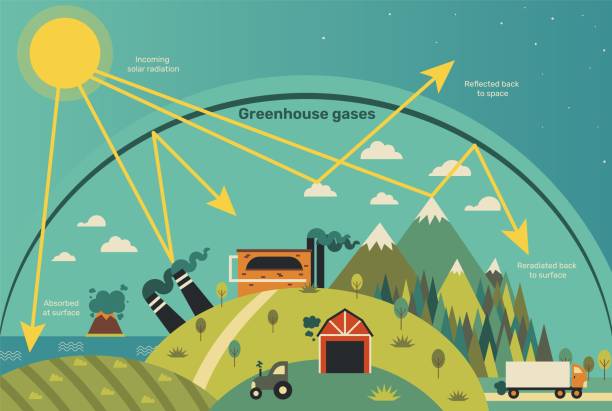 Incoming
solar radiation
Reflected back
to space
Greenhouse gases
Reradiated back
to surface
Absorbed
at surface